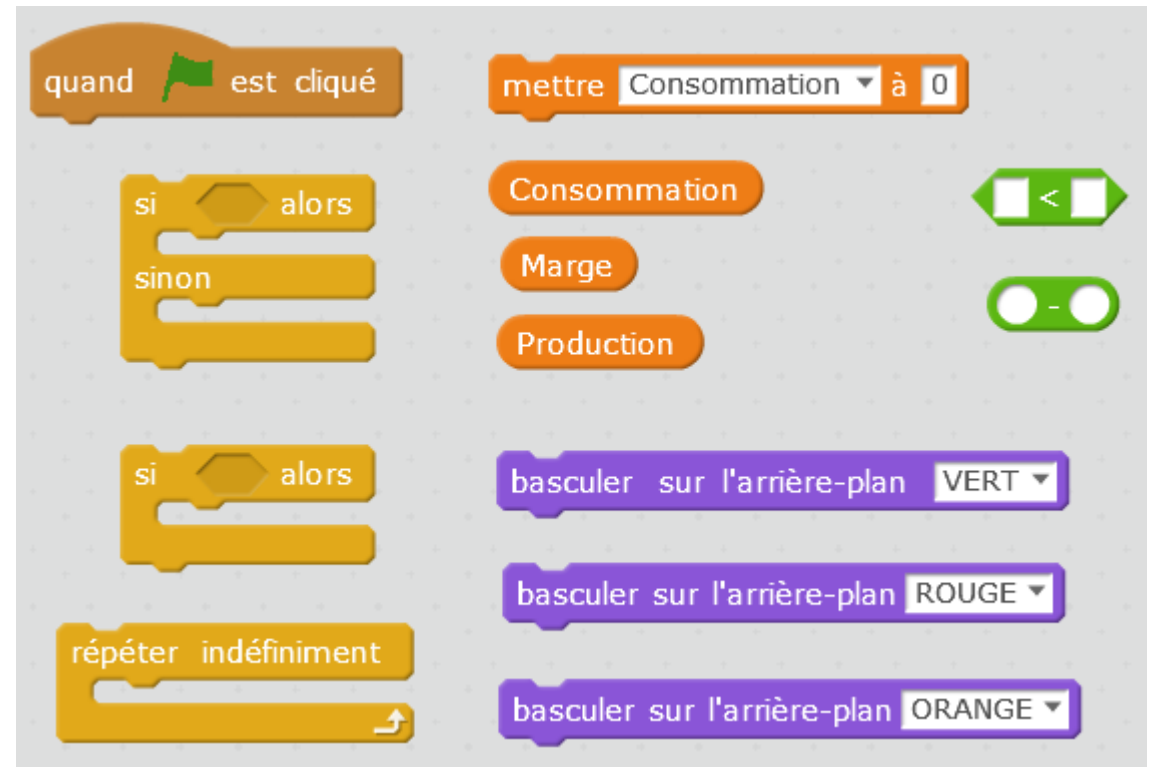 quand est cliqué
mettre Consommation à 0
si alors
sinon
Consommation
<
Marge
-
Production
si alors
basculer sur l'arrière-plan VERT
basculer sur l'arrière-plan ROUGE
répéter indéfiniment
basculer sur l'arrière-plan ORANGE